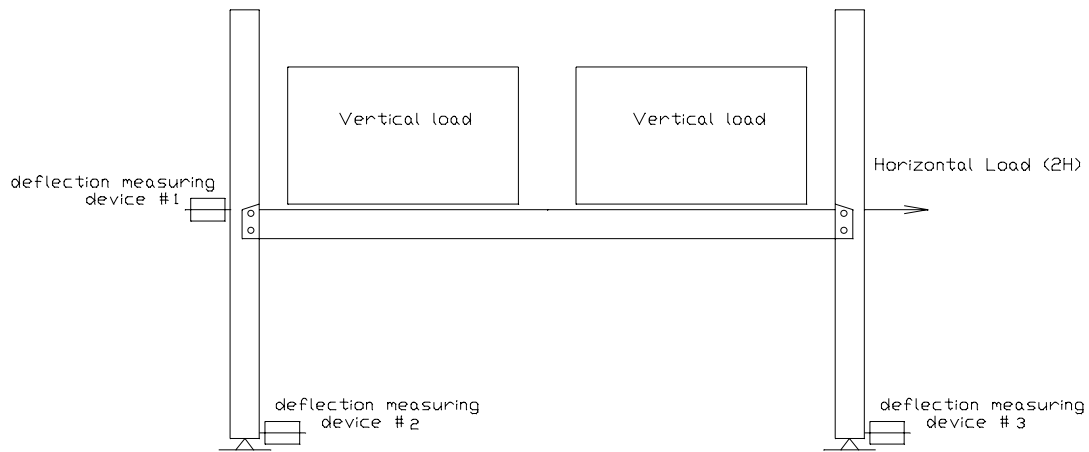 Vertical load
Vertical load
Horizontal Load (2H)
deflection measuring
device #1
deflection measuring
device #2
deflection measuring
device #3